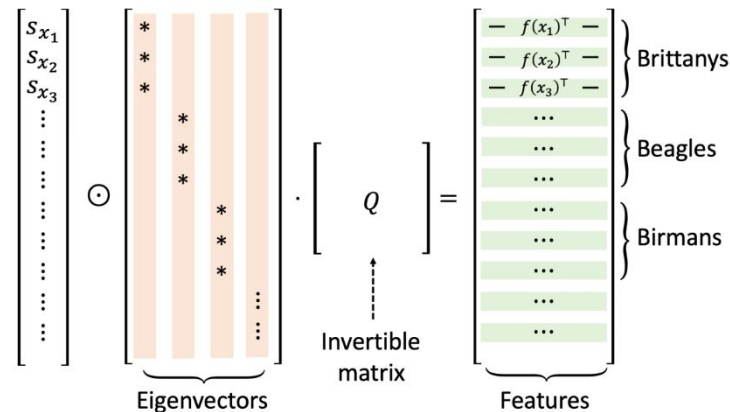 s_{x_1} * — f(x_1)^⊤ —
s_{x_2} * — f(x_2)^⊤ — Brittanys
s_{x_3} * — f(x_3)^⊤ —
⋮ * ...
⋮ * ... Beagles
⋮ * ...
⊙ · Q =
⋮ * ...
⋮ * ... Birmans
⋮ * ...
⋮ ⋮ ...
⋮ ⋮ ...
Invertible
matrix
Eigenvectors Features